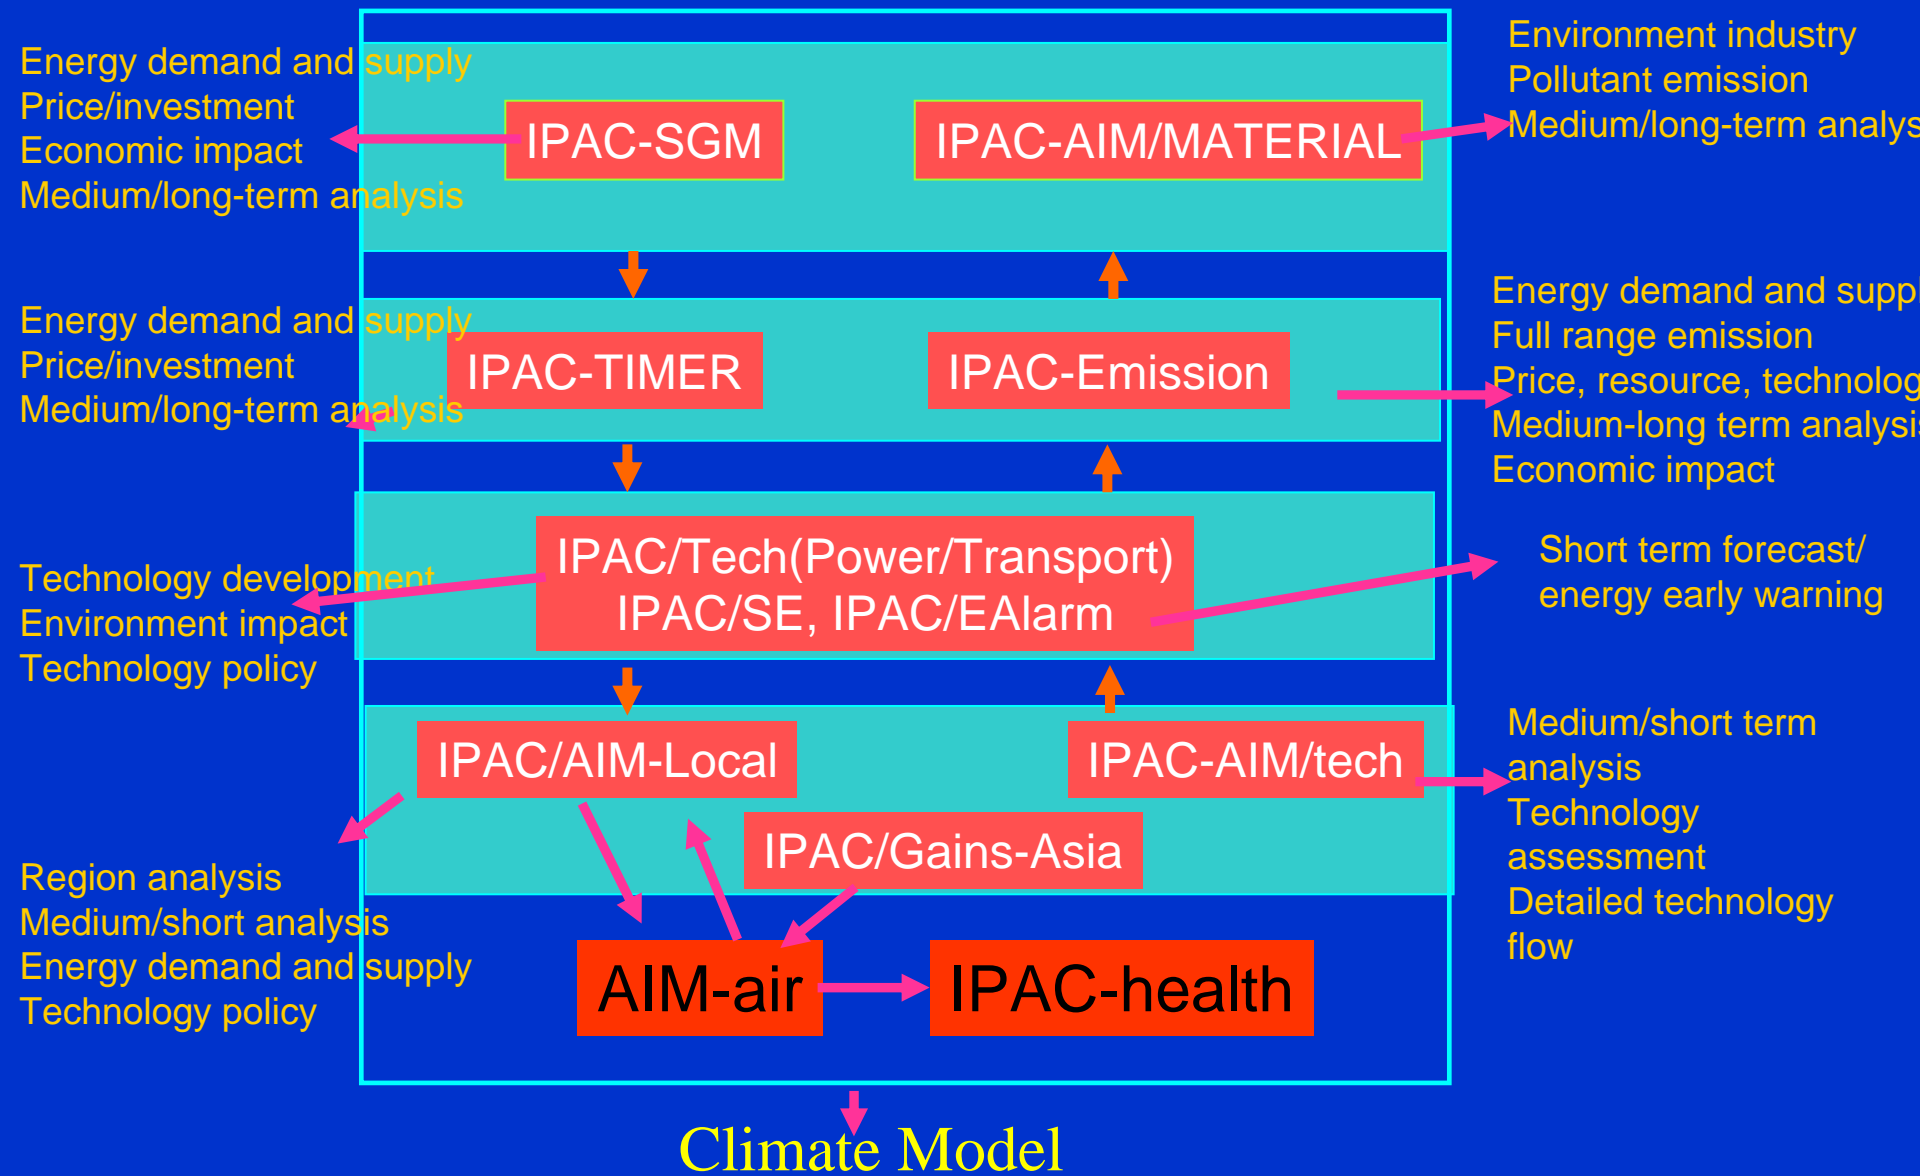 Energy demand and supply
Price/investment
Economic impact
Medium/long-term analysis
IPAC-SGM
IPAC-AIM/MATERIAL
Environment industry
Pollutant emission
Medium/long-term analys
Energy demand and supply
Price/investment
Medium/long-term analysis
IPAC-TIMER
IPAC-Emission
Energy demand and suppl
Full range emission
Price, resource, technolog
Medium-long term analysis
Economic impact
Technology development
Environment impact
Technology policy
IPAC/Tech(Power/Transport)
IPAC/SE, IPAC/EAlarm
Short term forecast/
energy early warning
IPAC/AIM-Local
IPAC-AIM/tech
IPAC/Gains-Asia
Medium/short term
analysis
Technology
assessment
Detailed technology
flow
Region analysis
Medium/short analysis
Energy demand and supply
Technology policy
AIM-air
IPAC-health
Climate Model